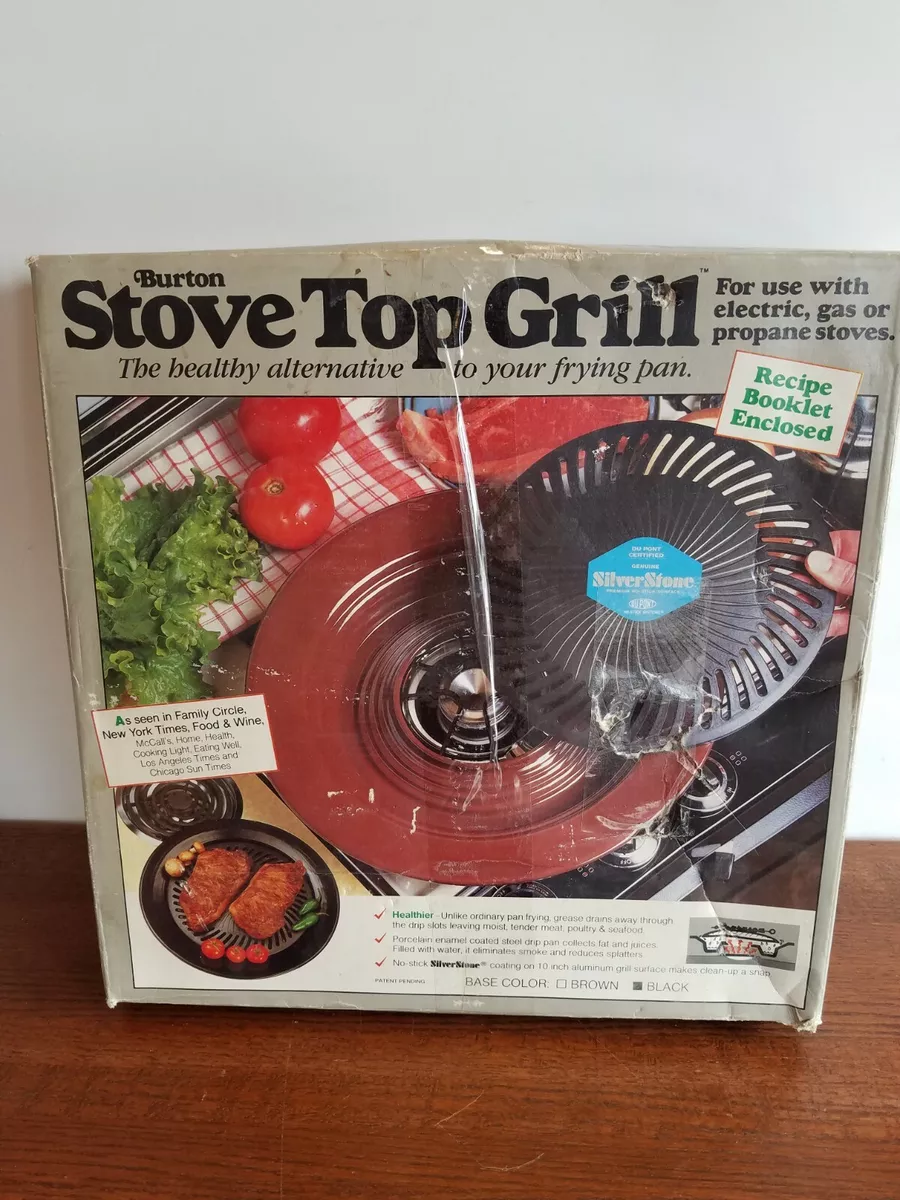 Burton
Stove Top Grill™
The healthy alternative to your frying pan.
For use with
electric, gas or
propane stoves.
Recipe
Booklet
Enclosed
DU PONT
CERTIFIED
GENUINE
SilverStone
DU PONT
As seen in Family Circle,
New York Times, Food & Wine,
McCall's, Home, Health,
Cooking Light, Eating Well,
Los Angeles Times and
Chicago Sun Times
Healthier - Unlike ordinary pan frying, grease drains away through
the drip slots leaving moist, tender meat, poultry & seafood.
Porcelain enamel coated steel drip pan collects fat and juices.
Filled with water, it eliminates smoke and reduces splatters.
No-stick SilverStone® coating on 10 inch aluminum grill surface makes clean-up a snap.
PATENT PENDING
BASE COLOR: BROWN BLACK